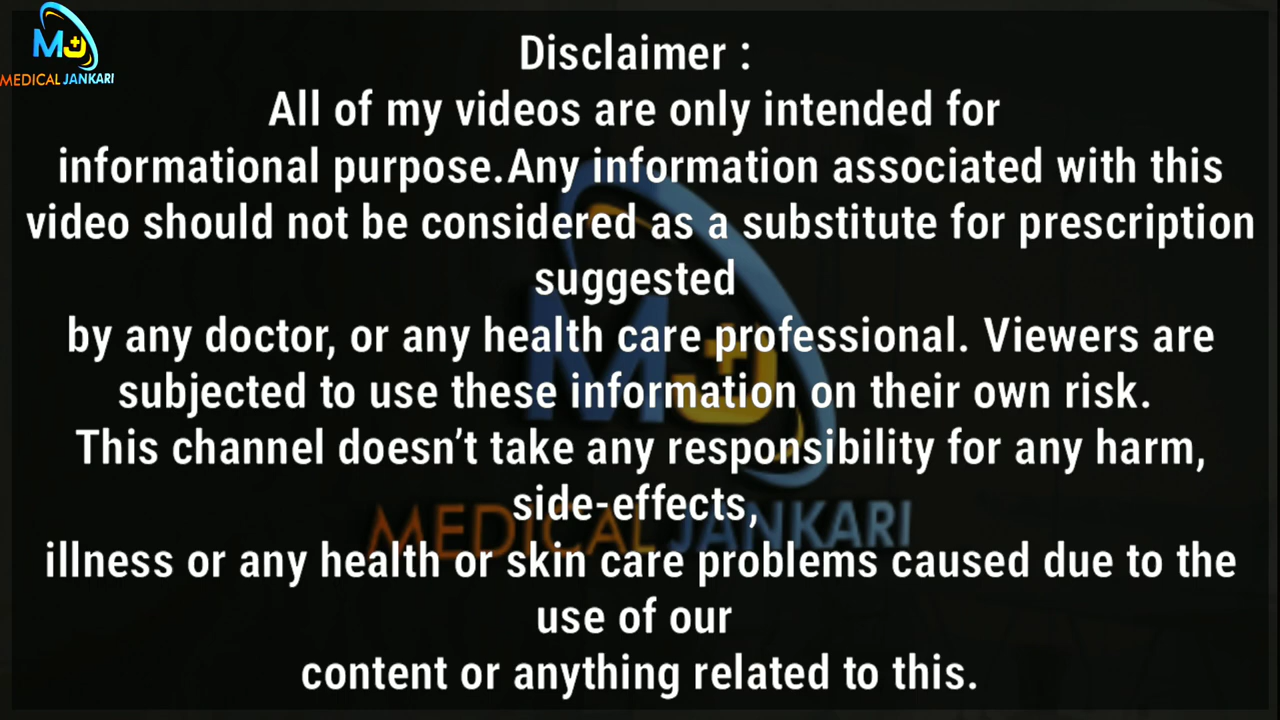 MJ
MEDICAL JANKARI
Disclaimer :
All of my videos are only intended for
informational purpose.Any information associated with this
video should not be considered as a substitute for prescription
suggested
by any doctor, or any health care professional. Viewers are
subjected to use these information on their own risk.
This channel doesn’t take any responsibility for any harm,
side-effects,
illness or any health or skin care problems caused due to the
use of our
content or anything related to this.
MJ
MEDICAL JANKARI